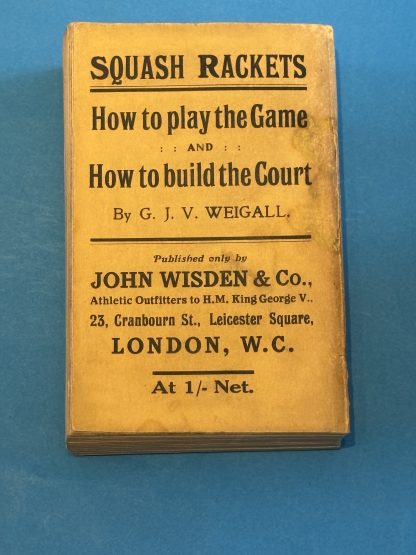 SQUASH RACKETS
How to play the Game
: : AND : :
How to build the Court
By G. J. V. WEIGALL.
Published only by
JOHN WISDEN & Co.,
Athletic Outfitters to H.M. King George V.,
23, Cranbourn St., Leicester Square,
LONDON, W.C.
At 1/- Net.